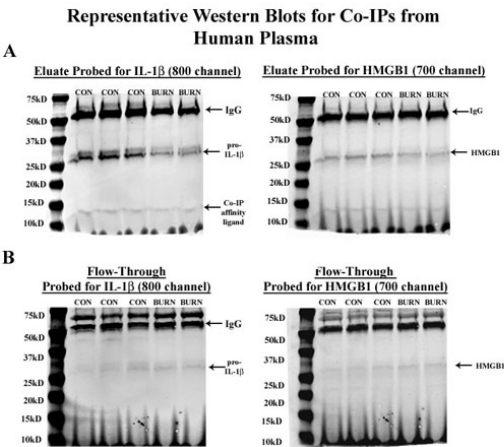 Representative Western Blots for Co-IPs from
Human Plasma
A
Eluate Probed for IL-1β (800 channel)
CON CON CON BURN BURN
75kD
50kD
37kD
25kD
20kD
15kD
10kD
IgG
pro-
IL-1β
Co-IP
affinity
ligand
Eluate Probed for HMGB1 (700 channel)
CON CON CON BURN BURN
75kD
50kD
37kD
25kD
20kD
15kD
10kD
IgG
HMGB1
B
Flow-Through
Probed for IL-1β (800 channel)
CON CON CON BURN BURN
75kD
50kD
37kD
25kD
20kD
15kD
10kD
IgG
pro-
IL-1β
Flow-Through
Probed for HMGB1 (700 channel)
CON CON CON BURN BURN
75kD
50kD
37kD
25kD
20kD
15kD
10kD
HMGB1